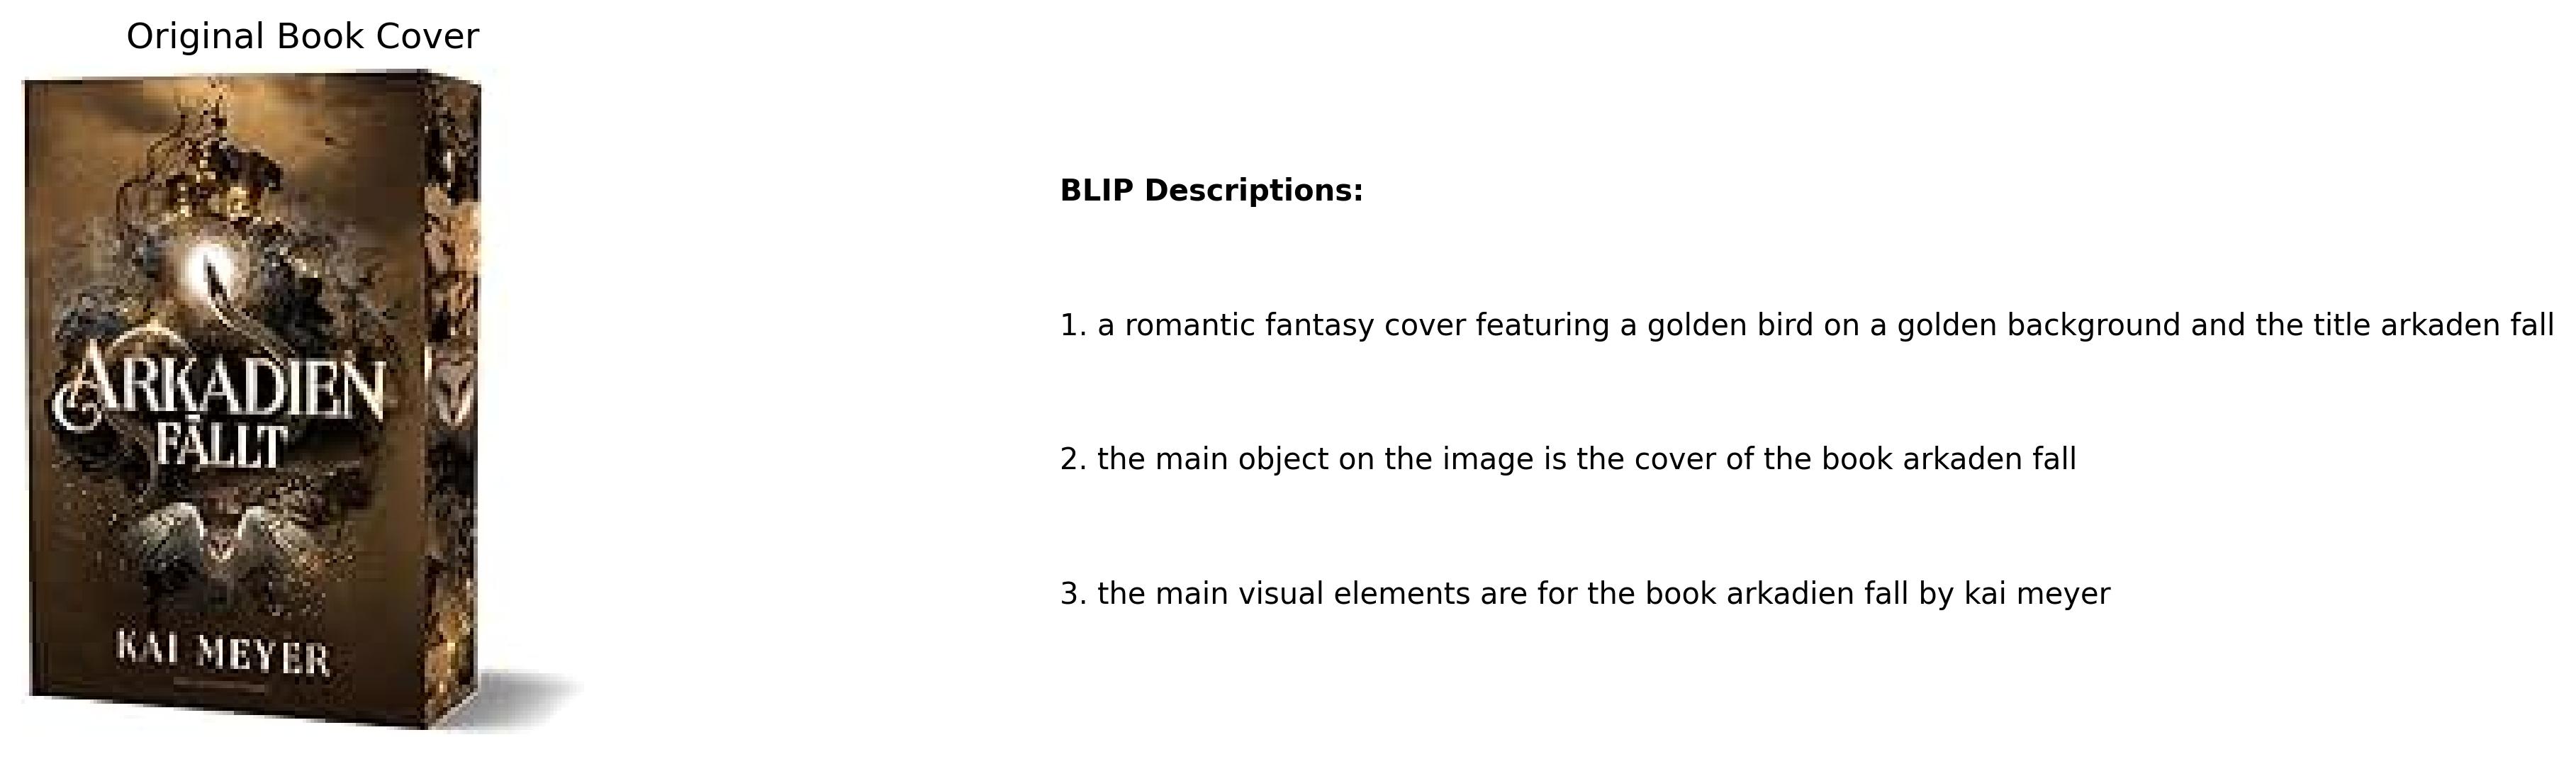 Original Book Cover
ARKADIEN
FÄLLT
KAI MEYER
BLIP Descriptions:
1. a romantic fantasy cover featuring a golden bird on a golden background and the title arkaden fall
2. the main object on the image is the cover of the book arkaden fall
3. the main visual elements are for the book arkadien fall by kai meyer